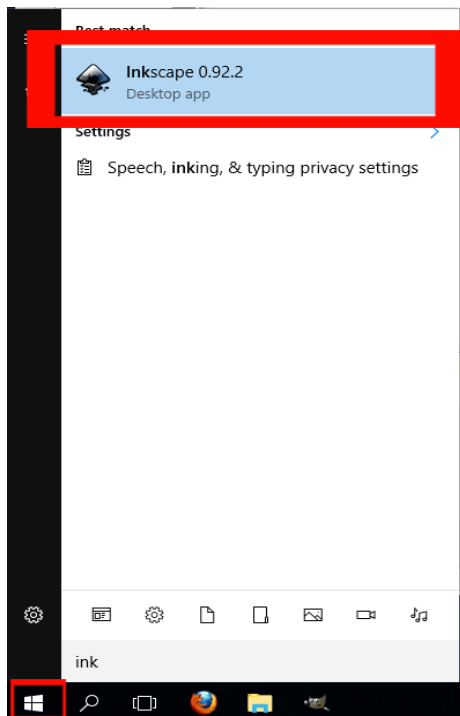 Best match
Inkscape 0.92.2
Desktop app
Settings
Speech, inking, & typing privacy settings
ink